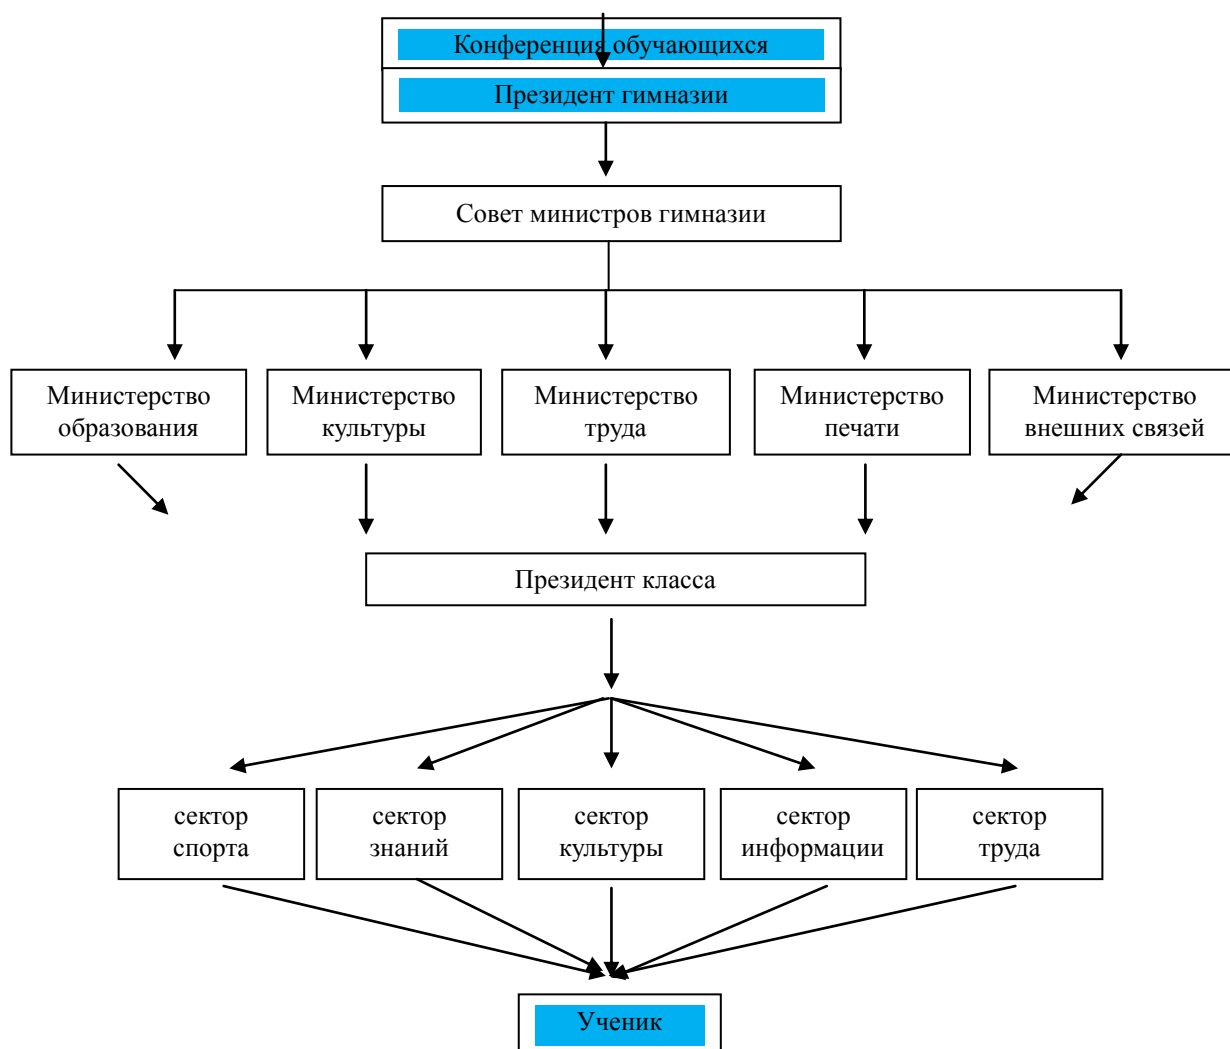 Конференция обучающихся
Президент гимназии
Совет министров гимназии
Министерство
образования
Министерство
культуры
Министерство
труда
Министерство
печати
Министерство
внешних связей
Президент класса
сектор
спорта
сектор
знаний
сектор
культуры
сектор
информации
сектор
труда
Ученик